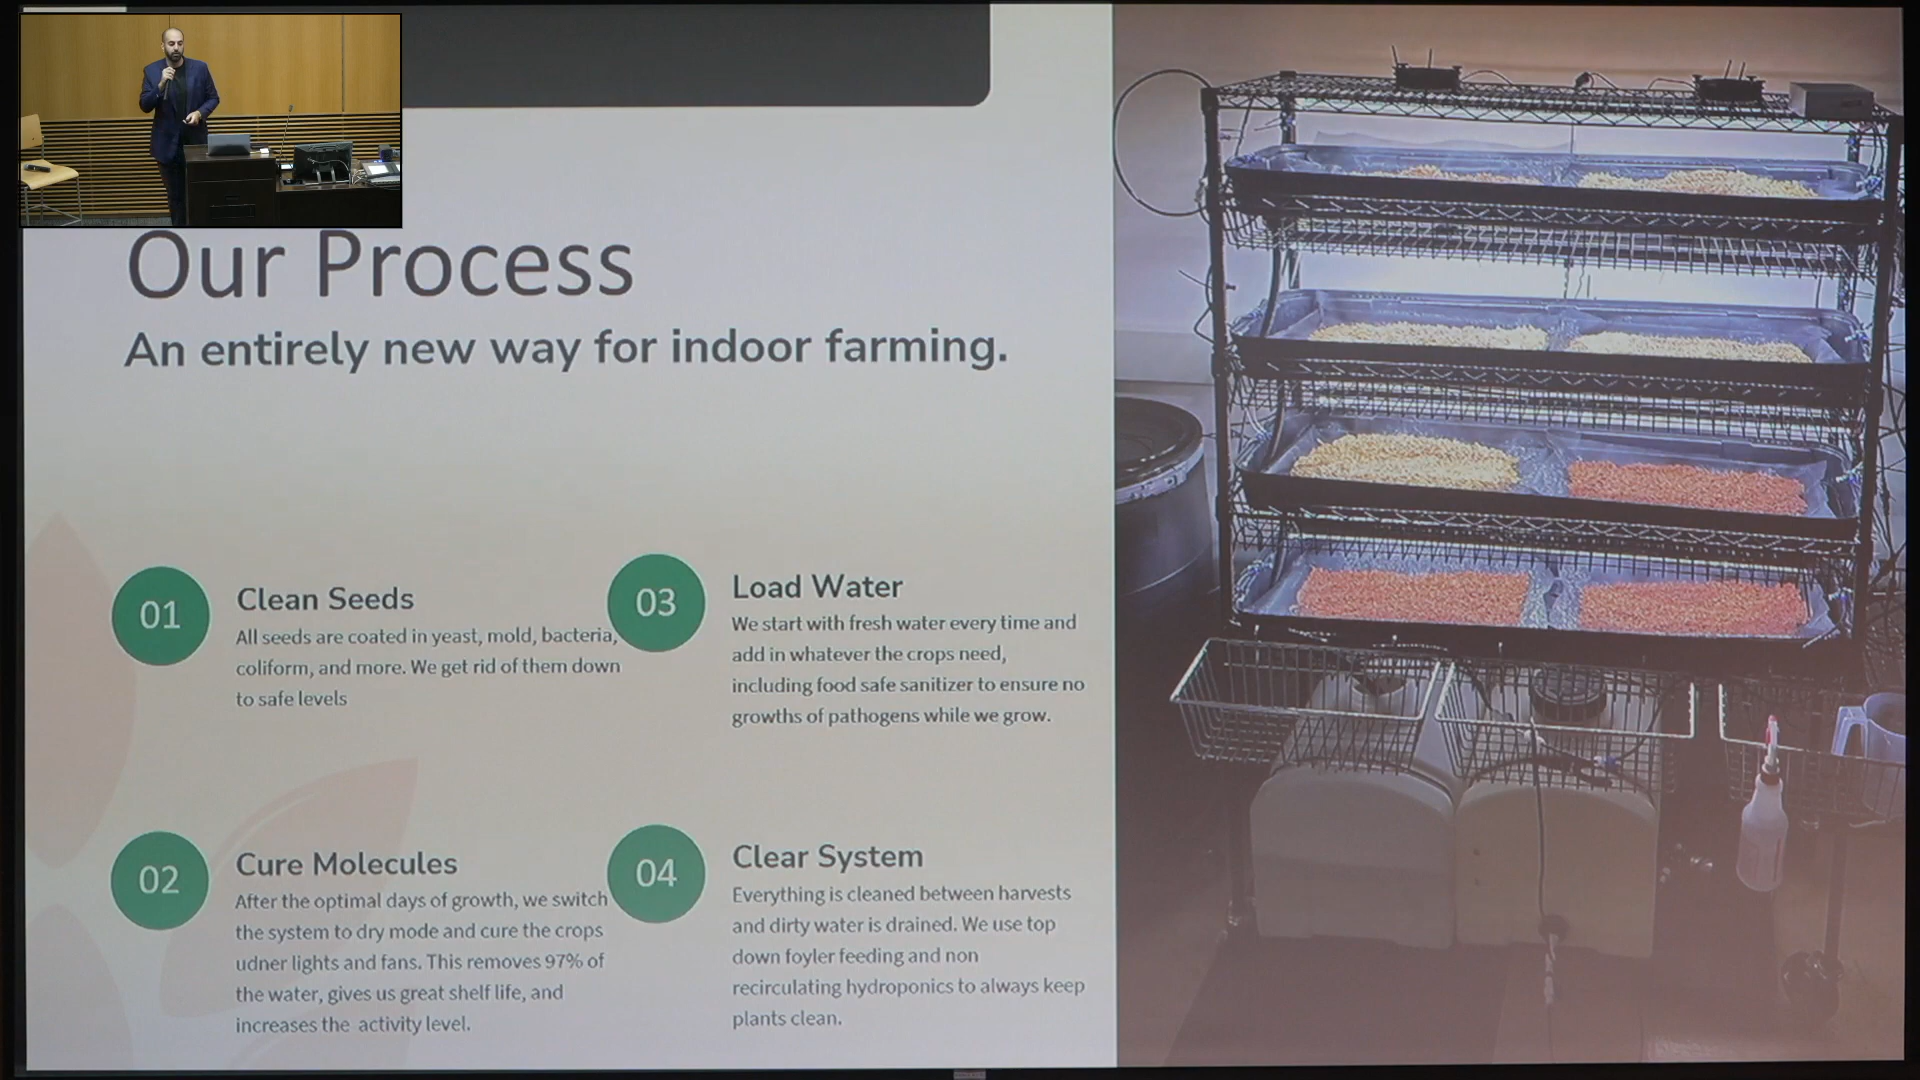 Our Process
An entirely new way for indoor farming.
01
Clean Seeds
All seeds are coated in yeast, mold, bacteria,
coliform, and more. We get rid of them down
to safe levels
02
Cure Molecules
After the optimal days of growth, we switch
the system to dry mode and cure the crops
udner lights and fans. This removes 97% of
the water, gives us great shelf life, and
increases the activity level.
03
Load Water
We start with fresh water every time and
add in whatever the crops need,
including food safe sanitizer to ensure no
growths of pathogens while we grow.
04
Clear System
Everything is cleaned between harvests
and dirty water is drained. We use top
down foyler feeding and non
recirculating hydroponics to always keep
plants clean.